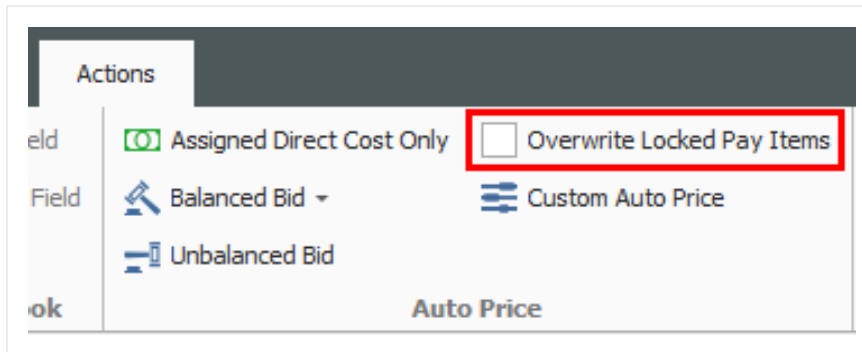 Actions
eld
Assigned Direct Cost Only
Overwrite Locked Pay Items
Field
Balanced Bid
Custom Auto Price
Unbalanced Bid
ok
Auto Price